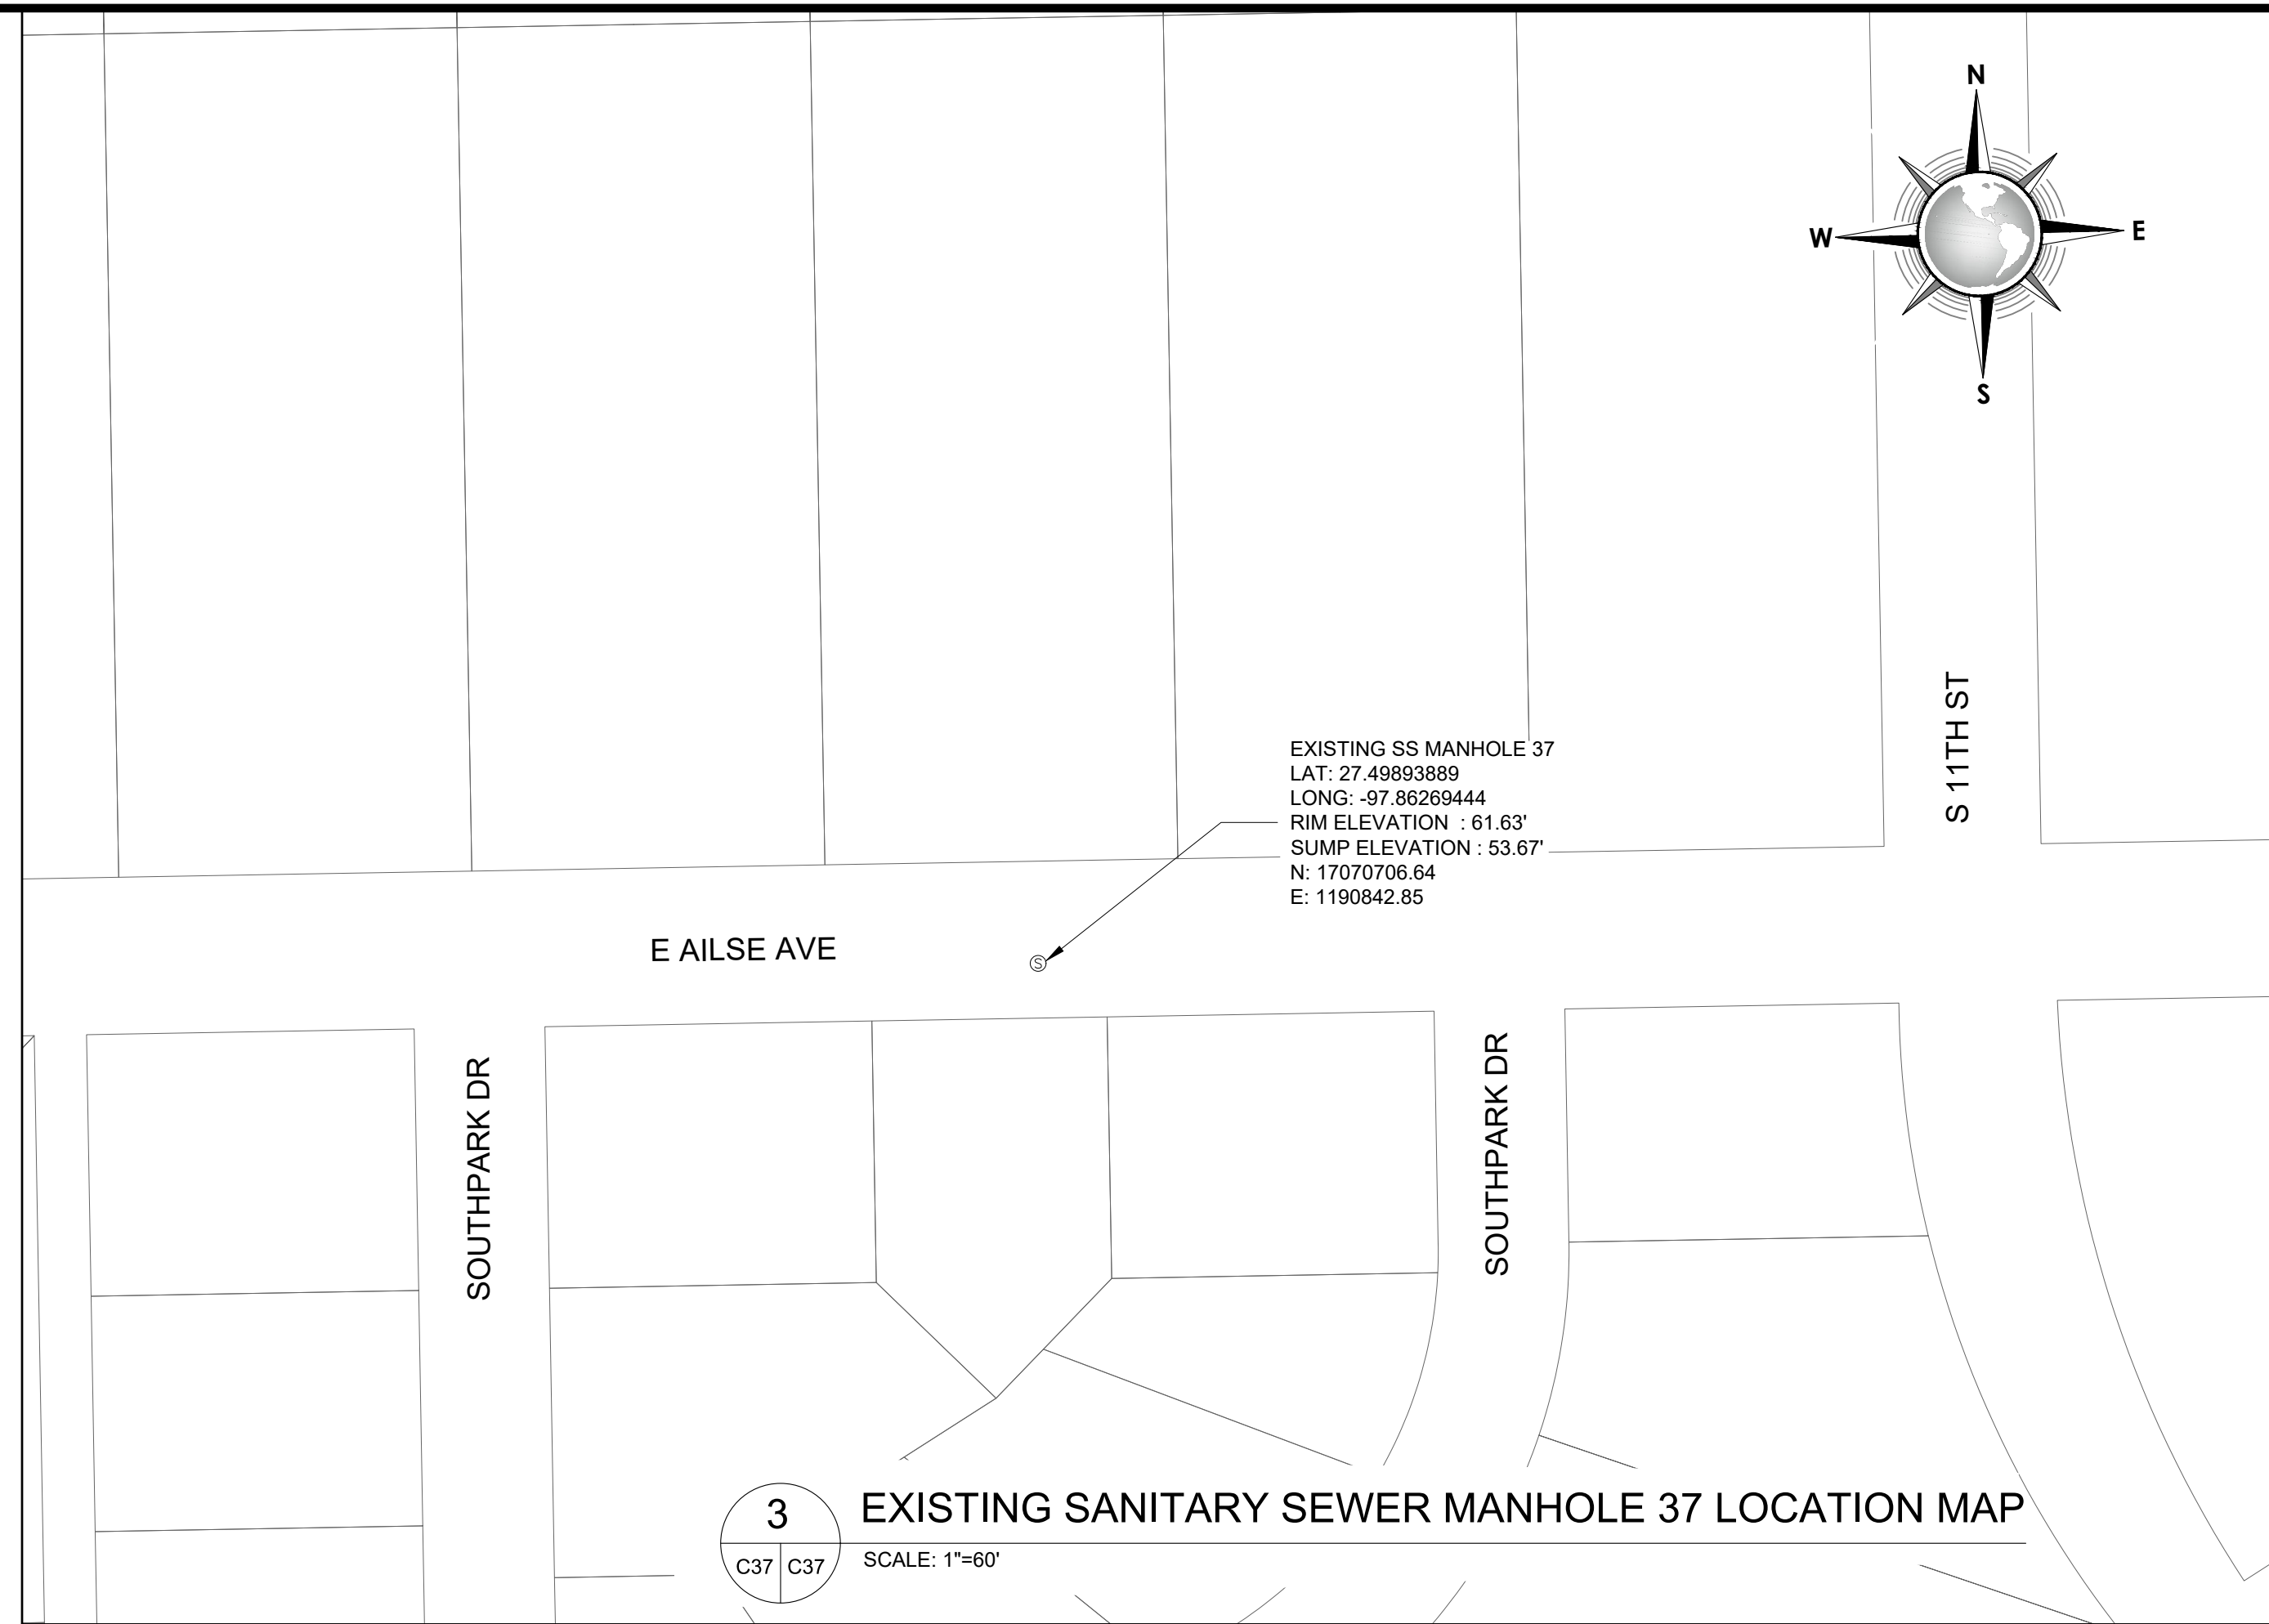 N
W
E
S
S 11TH ST
EXISTING SS MANHOLE 37
LAT: 27.49893889
LONG: -97.86269444
RIM ELEVATION : 61.63'
SUMP ELEVATION : 53.67'
N: 17070706.64
E: 1190842.85
E AILSE AVE
S
SOUTHPARK DR
SOUTHPARK DR
3
EXISTING SANITARY SEWER MANHOLE 37 LOCATION MAP
C37 C37
SCALE: 1"=60'